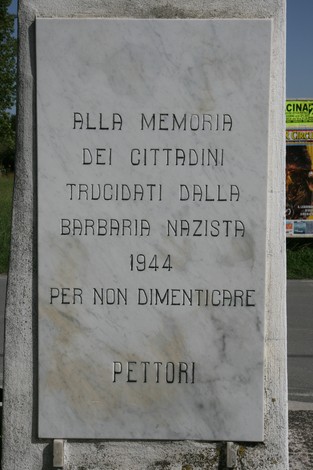 ALLA MEMORIA
DEI CITTADINI
TRUCIDATI DALLA
BARBARIA NAZISTA
1944
PER NON DIMENTICARE
PETTORI